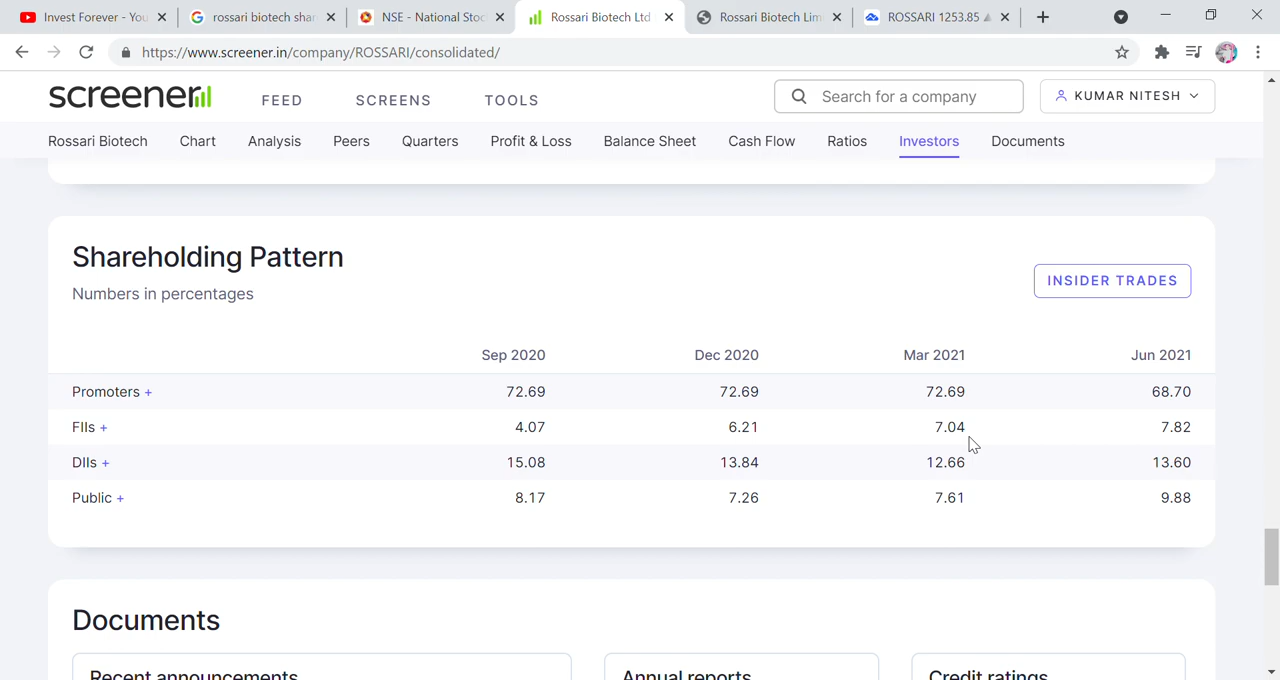 Invest Forever - You
rossari biotech shar
NSE - National Stoc
Rossari Biotech Ltd
Rossari Biotech Lim
ROSSARI 1253.85
https://www.screener.in/company/ROSSARI/consolidated/
screener
FEED
SCREENS
TOOLS
Search for a company
KUMAR NITESH
Rossari Biotech Chart Analysis Peers Quarters Profit & Loss Balance Sheet Cash Flow Ratios Investors Documents
Shareholding Pattern
Numbers in percentages
INSIDER TRADES
Sep 2020 Dec 2020 Mar 2021 Jun 2021
Promoters + 72.69 72.69 72.69 68.70
FIIs + 4.07 6.21 7.04 7.82
DIIs + 15.08 13.84 12.66 13.60
Public + 8.17 7.26 7.61 9.88
Documents
Recent announcements
Annual reports
Credit ratings